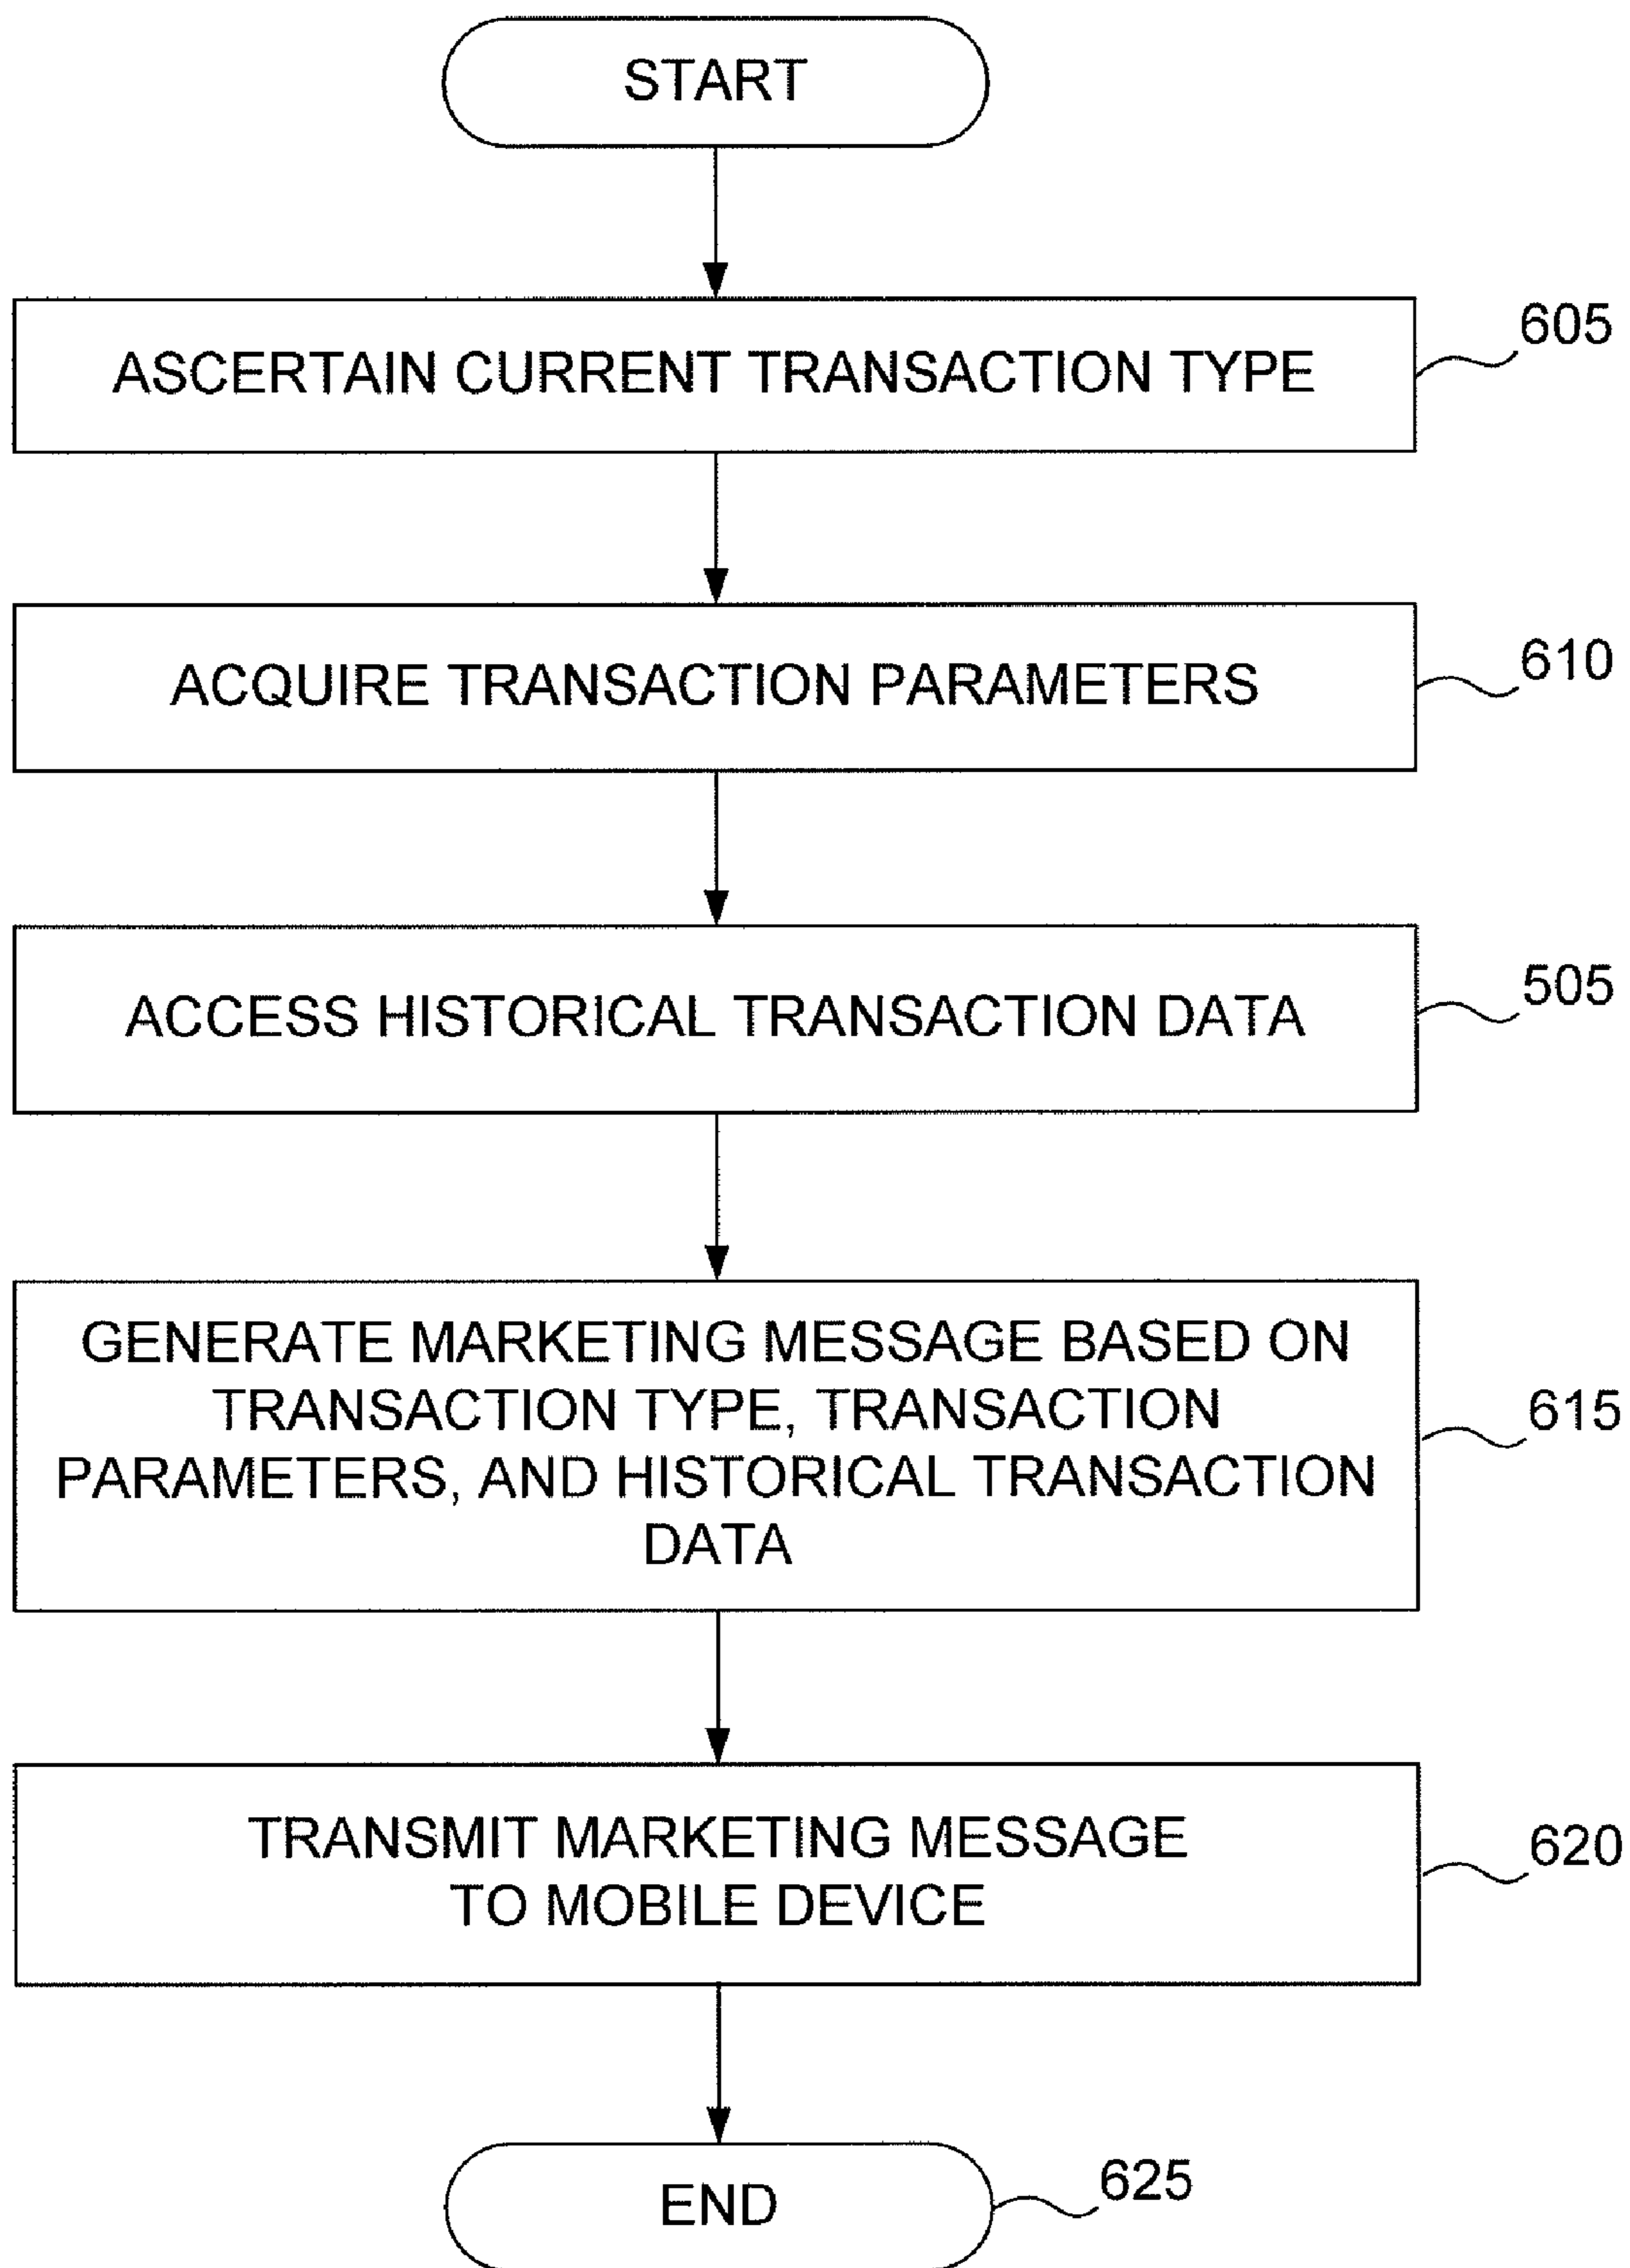 START
ASCERTAIN CURRENT TRANSACTION TYPE
605
ACQUIRE TRANSACTION PARAMETERS
610
ACCESS HISTORICAL TRANSACTION DATA
505
GENERATE MARKETING MESSAGE BASED ON
TRANSACTION TYPE, TRANSACTION
PARAMETERS, AND HISTORICAL TRANSACTION
DATA
615
TRANSMIT MARKETING MESSAGE
TO MOBILE DEVICE
620
END
625